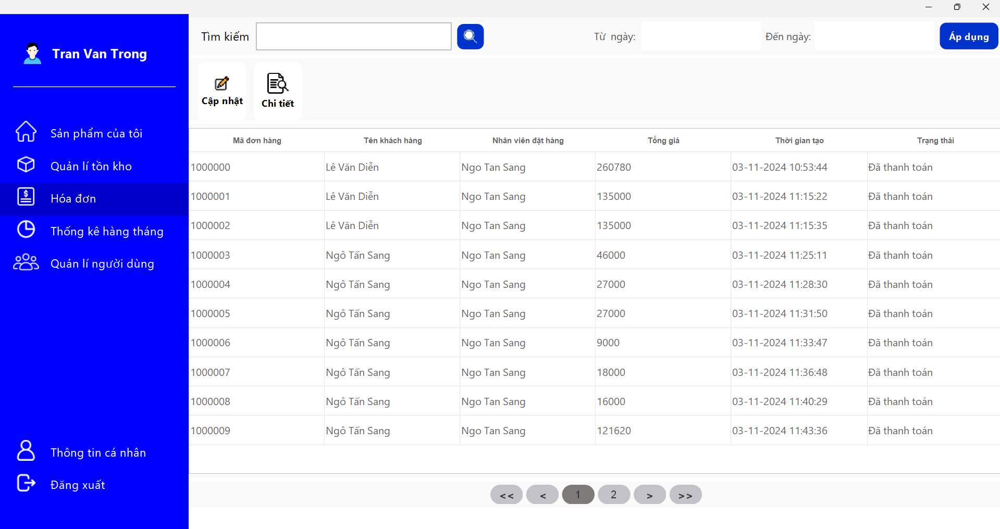 Tran Van Trong
Sản phẩm của tôi
Quản lí tồn kho
Hóa đơn
Thống kê hàng tháng
Quản lí người dùng
Thông tin cá nhân
Đăng xuất
Tìm kiếm Từ ngày: Đến ngày: Áp dụng
Cập nhật Chi tiết
Mã đơn hàng Tên khách hàng Nhân viên đặt hàng Tổng giá Thời gian tạo Trạng thái
1000000 Lê Văn Diễn Ngo Tan Sang 260780 03-11-2024 10:53:44 Đã thanh toán
1000001 Lê Văn Diễn Ngo Tan Sang 135000 03-11-2024 11:15:22 Đã thanh toán
1000002 Lê Văn Diễn Ngo Tan Sang 135000 03-11-2024 11:15:35 Đã thanh toán
1000003 Ngô Tấn Sang Ngo Tan Sang 46000 03-11-2024 11:25:11 Đã thanh toán
1000004 Ngô Tấn Sang Ngo Tan Sang 27000 03-11-2024 11:28:30 Đã thanh toán
1000005 Ngô Tấn Sang Ngo Tan Sang 27000 03-11-2024 11:31:50 Đã thanh toán
1000006 Ngô Tấn Sang Ngo Tan Sang 9000 03-11-2024 11:33:47 Đã thanh toán
1000007 Ngô Tấn Sang Ngo Tan Sang 18000 03-11-2024 11:36:48 Đã thanh toán
1000008 Ngô Tấn Sang Ngo Tan Sang 16000 03-11-2024 11:40:29 Đã thanh toán
1000009 Ngô Tấn Sang Ngo Tan Sang 121620 03-11-2024 11:43:36 Đã thanh toán
<< < 1 2 > >>